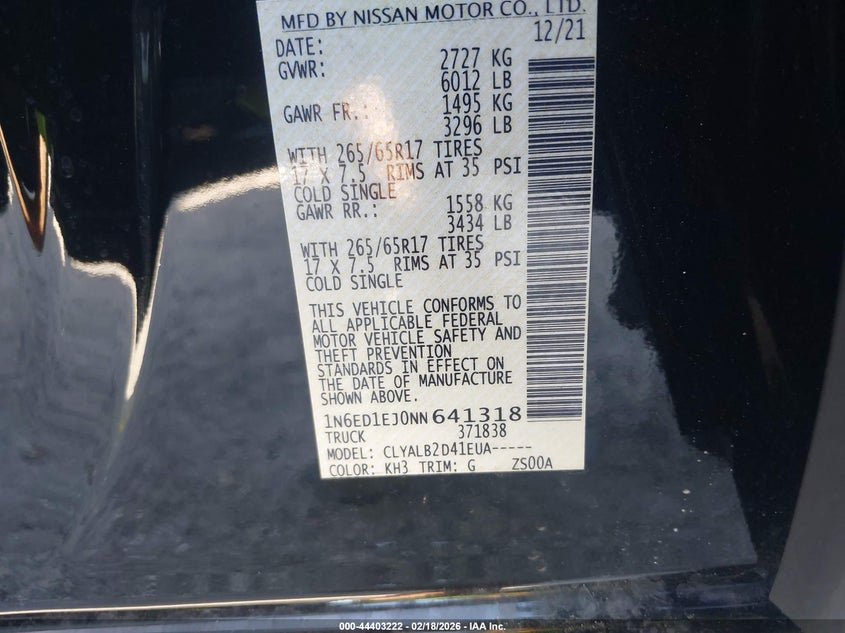 MFD BY NISSAN MOTOR CO., LTD.
DATE: 12/21
GVWR: 2727 KG
6012 LB
GAWR FR.: 1495 KG
3296 LB
WITH 265/65R17 TIRES
17 X 7.5 RIMS AT 35 PSI
COLD SINGLE
GAWR RR.: 1558 KG
3434 LB
WITH 265/65R17 TIRES
17 X 7.5 RIMS AT 35 PSI
COLD SINGLE
THIS VEHICLE CONFORMS TO
ALL APPLICABLE FEDERAL
MOTOR VEHICLE SAFETY AND
THEFT PREVENTION
STANDARDS IN EFFECT ON
THE DATE OF MANUFACTURE
SHOWN ABOVE.
1N6ED1EJ0NN641318
TRUCK 371838
MODEL: CLYALB2D41EUA-----
COLOR: KH3 TRIM: G ZS00A
000-44403222 - 02/18/2026 - IAA Inc.